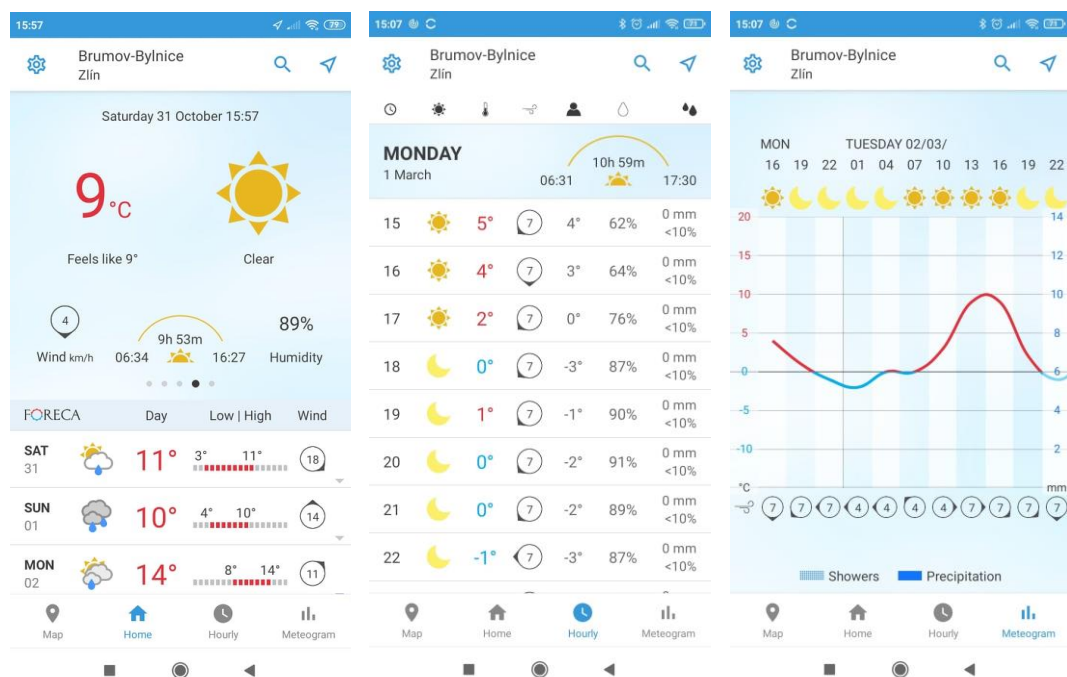 15:57
79
Brumov-Bylnice
Zlín
Saturday 31 October 15:57
9 °C
Feels like 9°
Clear
4
9h 53m
89%
Wind km/h
06:34
16:27
Humidity
FORECA
Day
Low | High
Wind
SAT
31
11°
3°
11°
18
SUN
01
10°
4°
10°
14
MON
02
14°
8°
14°
11
Map
Home
Hourly
Meteogram
15:07
Brumov-Bylnice
Zlín
MONDAY
1 March
10h 59m
06:31
17:30
15 5° 7 4° 62% 0 mm
<10%
16 4° 7 3° 64% 0 mm
<10%
17 2° 7 0° 76% 0 mm
<10%
18 0° 7 -3° 87% 0 mm
<10%
19 1° 7 -1° 90% 0 mm
<10%
20 0° 7 -2° 91% 0 mm
<10%
21 0° 7 -2° 89% 0 mm
<10%
22 -1° 7 -3° 87% 0 mm
<10%
Map
Home
Hourly
Meteogram
15:07
Brumov-Bylnice
Zlín
MON
TUESDAY 02/03/
16 19 22 01 04 07 10 13 16 19 22
20
14
15
12
10
10
5
8
0
6
-5
4
-10
2
°C
mm
7 7 7 4 4 4 4 7 7 7 7
Showers
Precipitation
Map
Home
Hourly
Meteogram